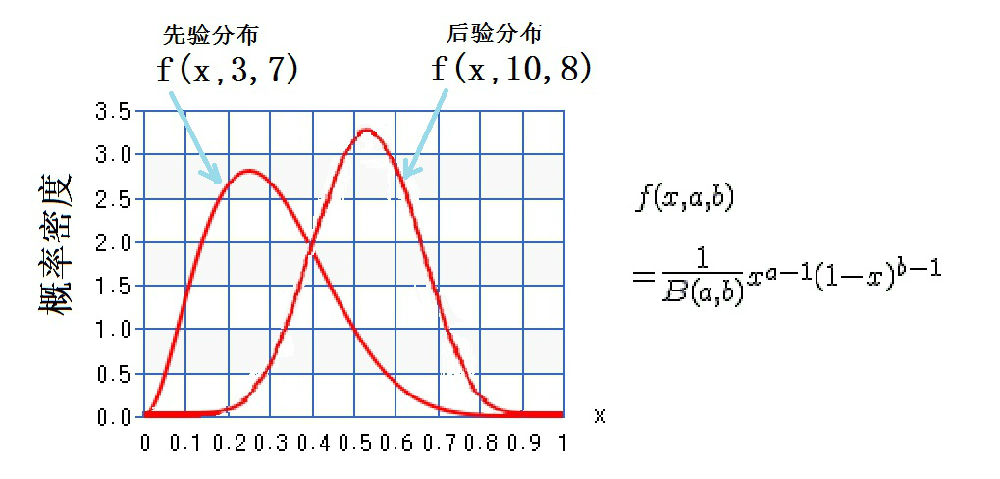 先验分布
f(x,3,7)
后验分布
f(x,10,8)
概率密度
3.5
3.0
2.5
2.0
1.5
1.0
0.5
0.0
0 0.1 0.2 0.3 0.4 0.5 0.6 0.7 0.8 0.9 1
x
f(x,a,b)
=\frac{1}{B(a,b)}x^{a-1}(1-x)^{b-1}